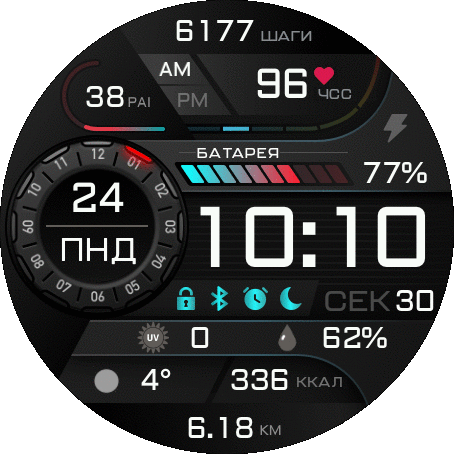 6177 ШАГИ
AM
PM
38 PAI
96 ЧСС
БАТАРЕЯ
77%
12
01
02
03
04
05
06
07
08
60
10
11
24
ПНД
10:10
СЕК 30
UV 0
62%
4°
336 ККАЛ
6.18 КМ